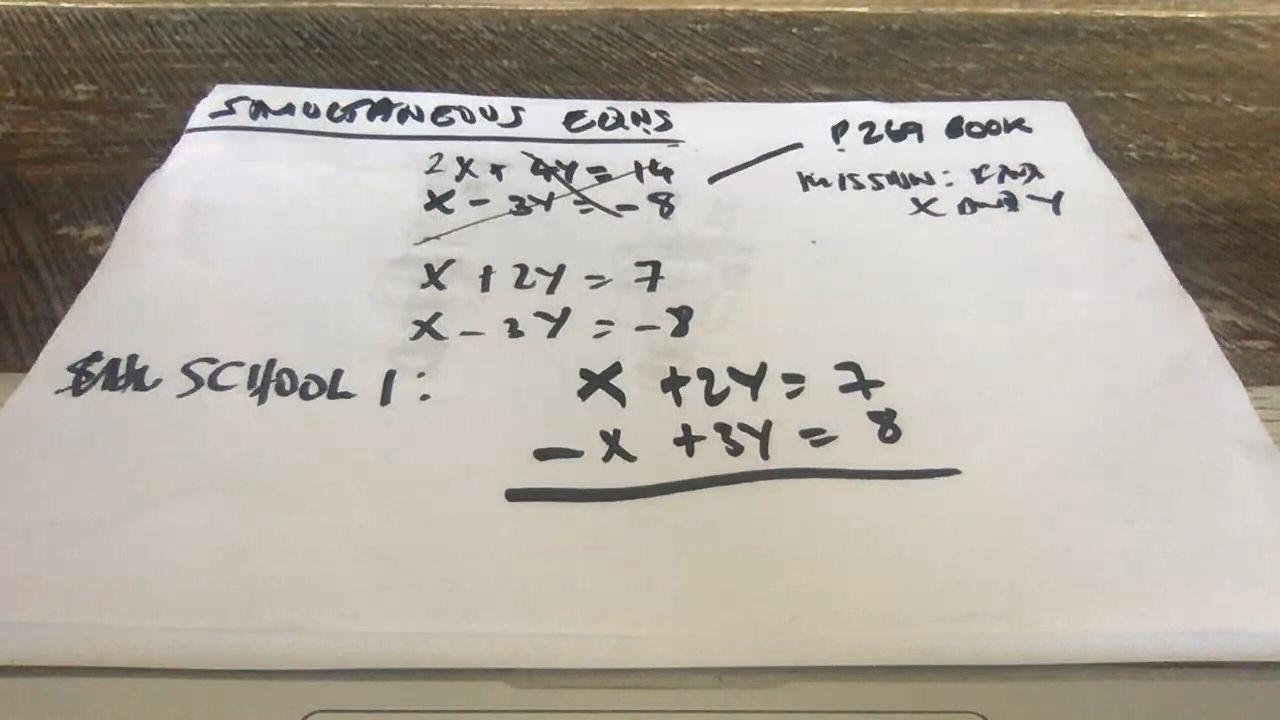 SIMULTANEOUS EQNS
P269 BOOK
2X + 4Y = 14
X - 3Y = -8
MISSION: FIND
X AND Y
X + 2Y = 7
X - 3Y = -8
SCHOOL 1:
X + 2Y = 7
-X + 3Y = 8